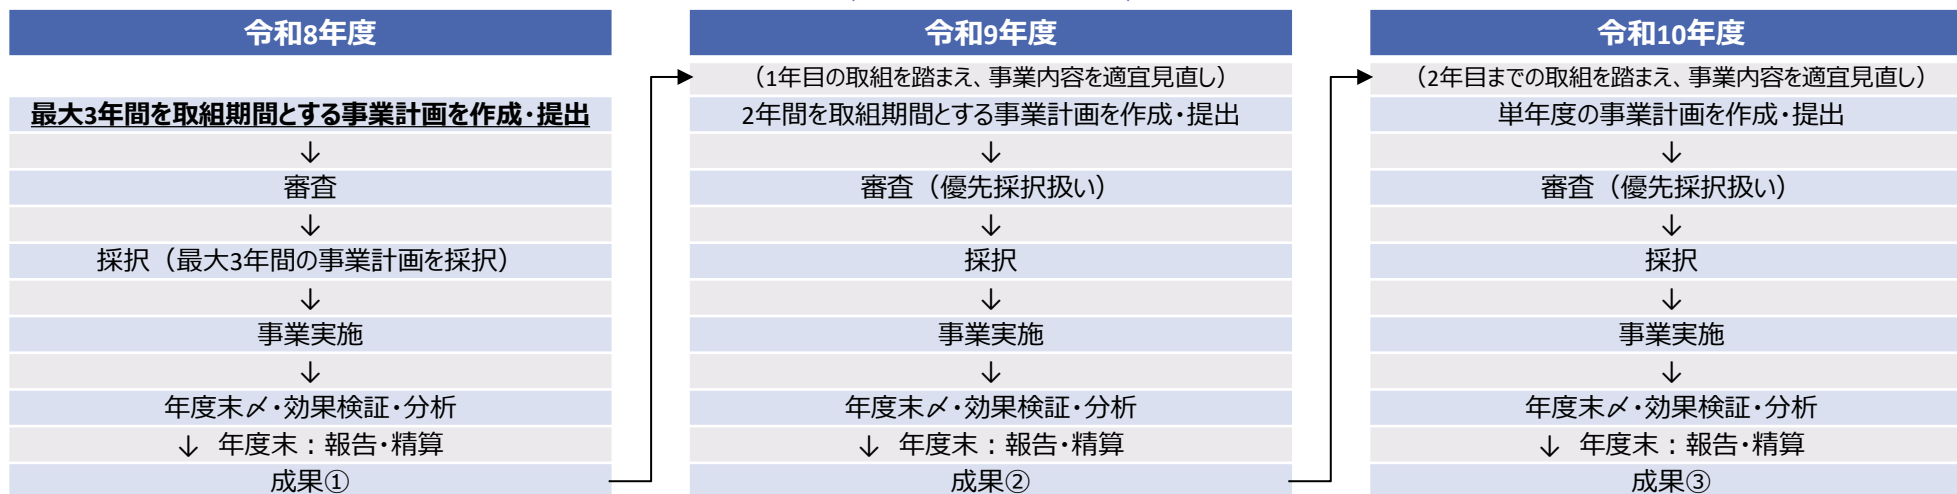 令和8年度
最大3年間を取組期間とする事業計画を作成・提出
↓
審査
↓
採択（最大3年間の事業計画を採択）
↓
事業実施
↓
年度末〆・効果検証・分析
↓ 年度末：報告・精算
成果①
令和9年度
（1年目の取組を踏まえ、事業内容を適宜見直し）
2年間を取組期間とする事業計画を作成・提出
↓
審査（優先採択扱い）
↓
採択
↓
事業実施
↓
年度末〆・効果検証・分析
↓ 年度末：報告・精算
成果②
令和10年度
（2年目までの取組を踏まえ、事業内容を適宜見直し）
単年度の事業計画を作成・提出
↓
審査（優先採択扱い）
↓
採択
↓
事業実施
↓
年度末〆・効果検証・分析
↓ 年度末：報告・精算
成果③